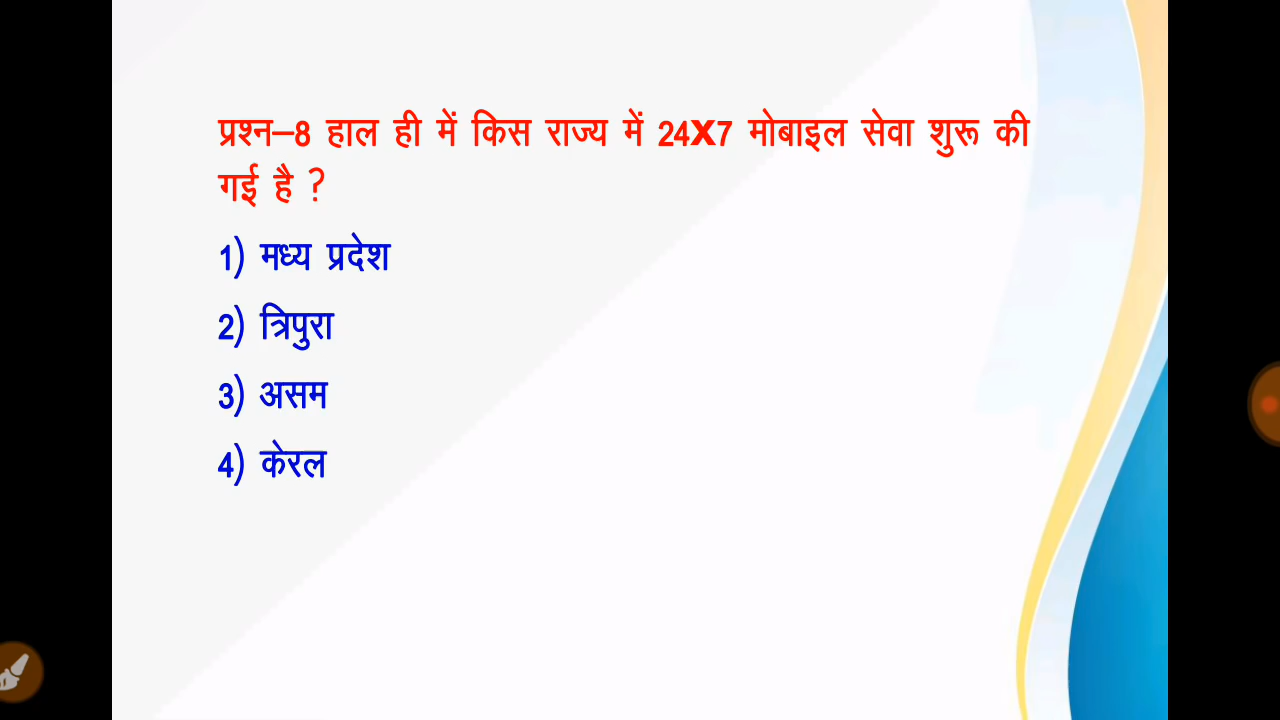 प्रश्न–8 हाल ही में किस राज्य में 24X7 मोबाइल सेवा शुरू की
गई है ?
1) मध्य प्रदेश
2) त्रिपुरा
3) असम
4) केरल